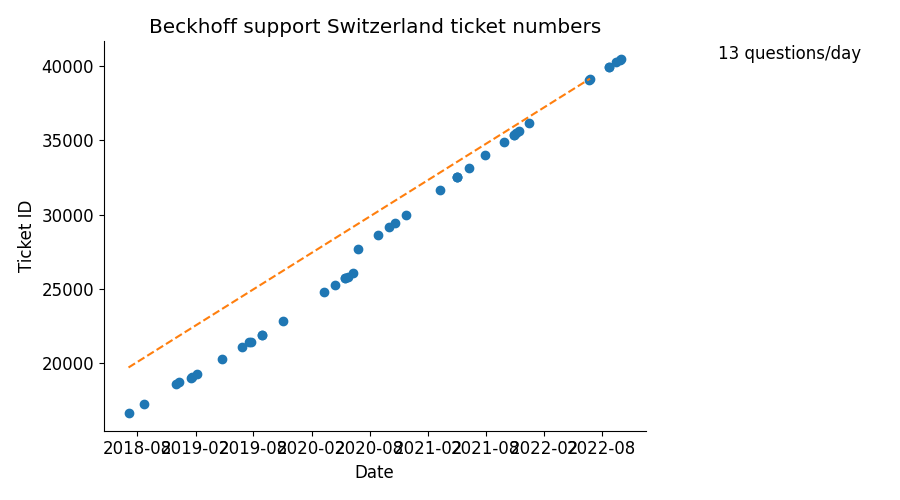 Beckhoff support Switzerland ticket numbers
13 questions/day
40000
35000
30000
25000
20000
Ticket ID
2018-08 2019-02 2019-08 2020-02 2020-08 2021-02 2021-08 2022-02 2022-08
Date